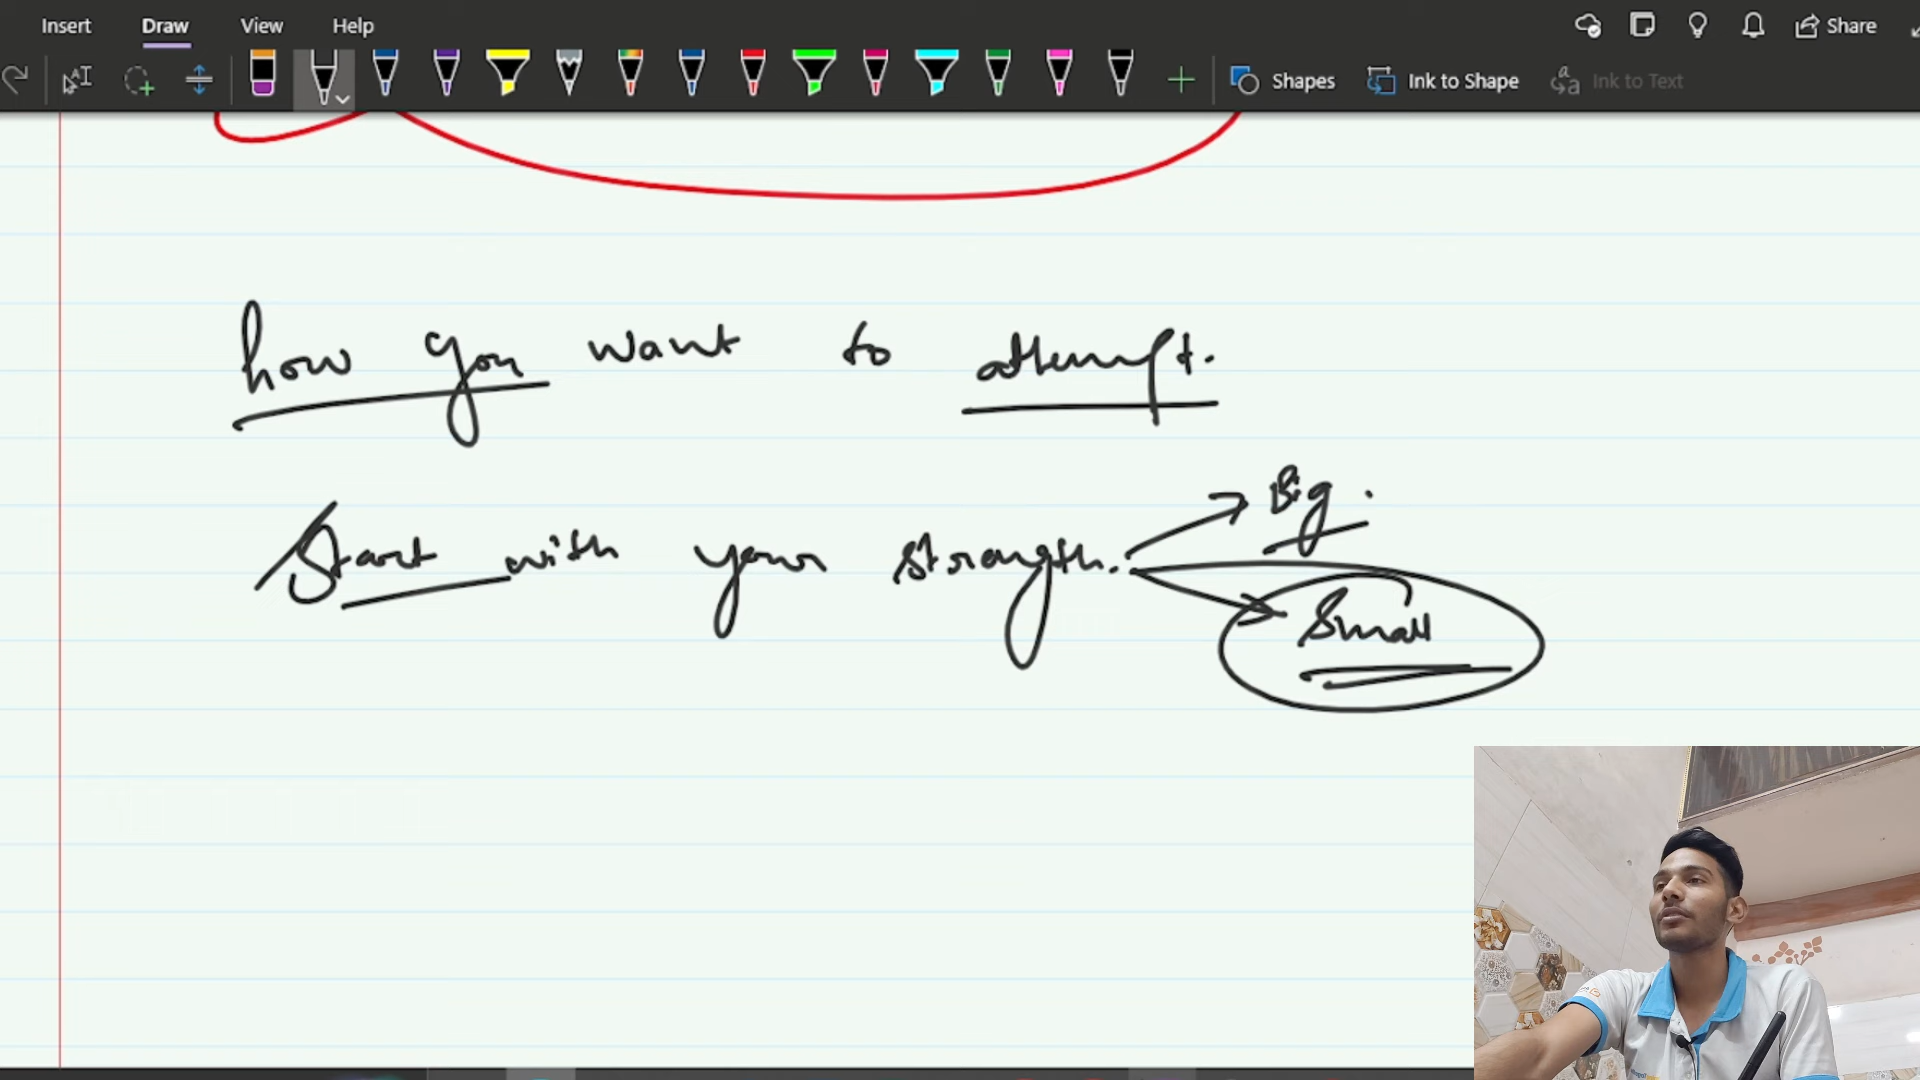 Insert Draw View Help Share
Shapes Ink to Shape Ink to Text
how you want to attempt.
Big.
Start with your strength.
Small